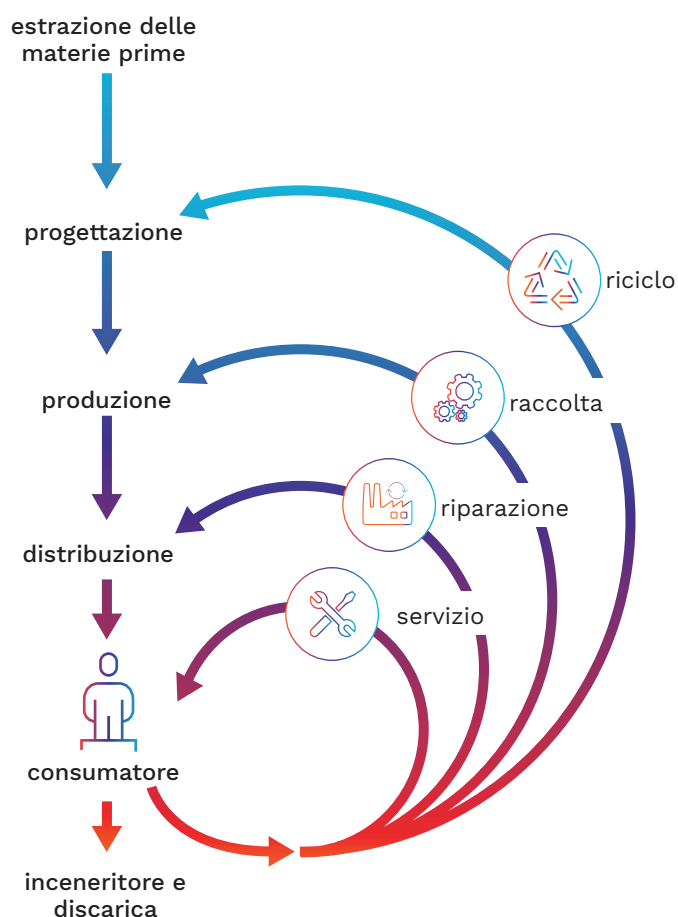 estrazione delle
materie prime
progettazione
riciclo
produzione
raccolta
riparazione
distribuzione
servizio
consumatore
inceneritore e
discarica